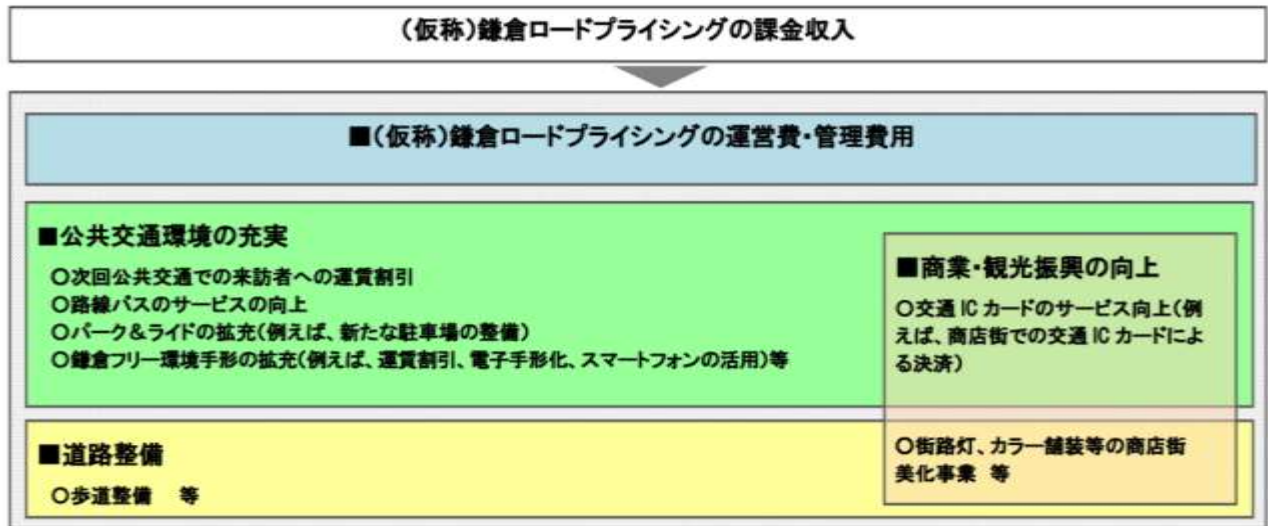 (仮称)鎌倉ロードプライシングの課金収入
■(仮称)鎌倉ロードプライシングの運営費・管理費用
■公共交通環境の充実
○次回公共交通での来訪者への運賃割引
○路線バスのサービスの向上
○パーク&ライドの拡充(例えば、新たな駐車場の整備)
○鎌倉フリー環境手形の拡充(例えば、運賃割引、電子手形化、スマートフォンの活用)等
■商業・観光振興の向上
○交通 IC カードのサービス向上(例
えば、商店街での交通 IC カードによ
る決済)
○街路灯、カラー舗装等の商店街
美化事業 等
■道路整備
○歩道整備 等